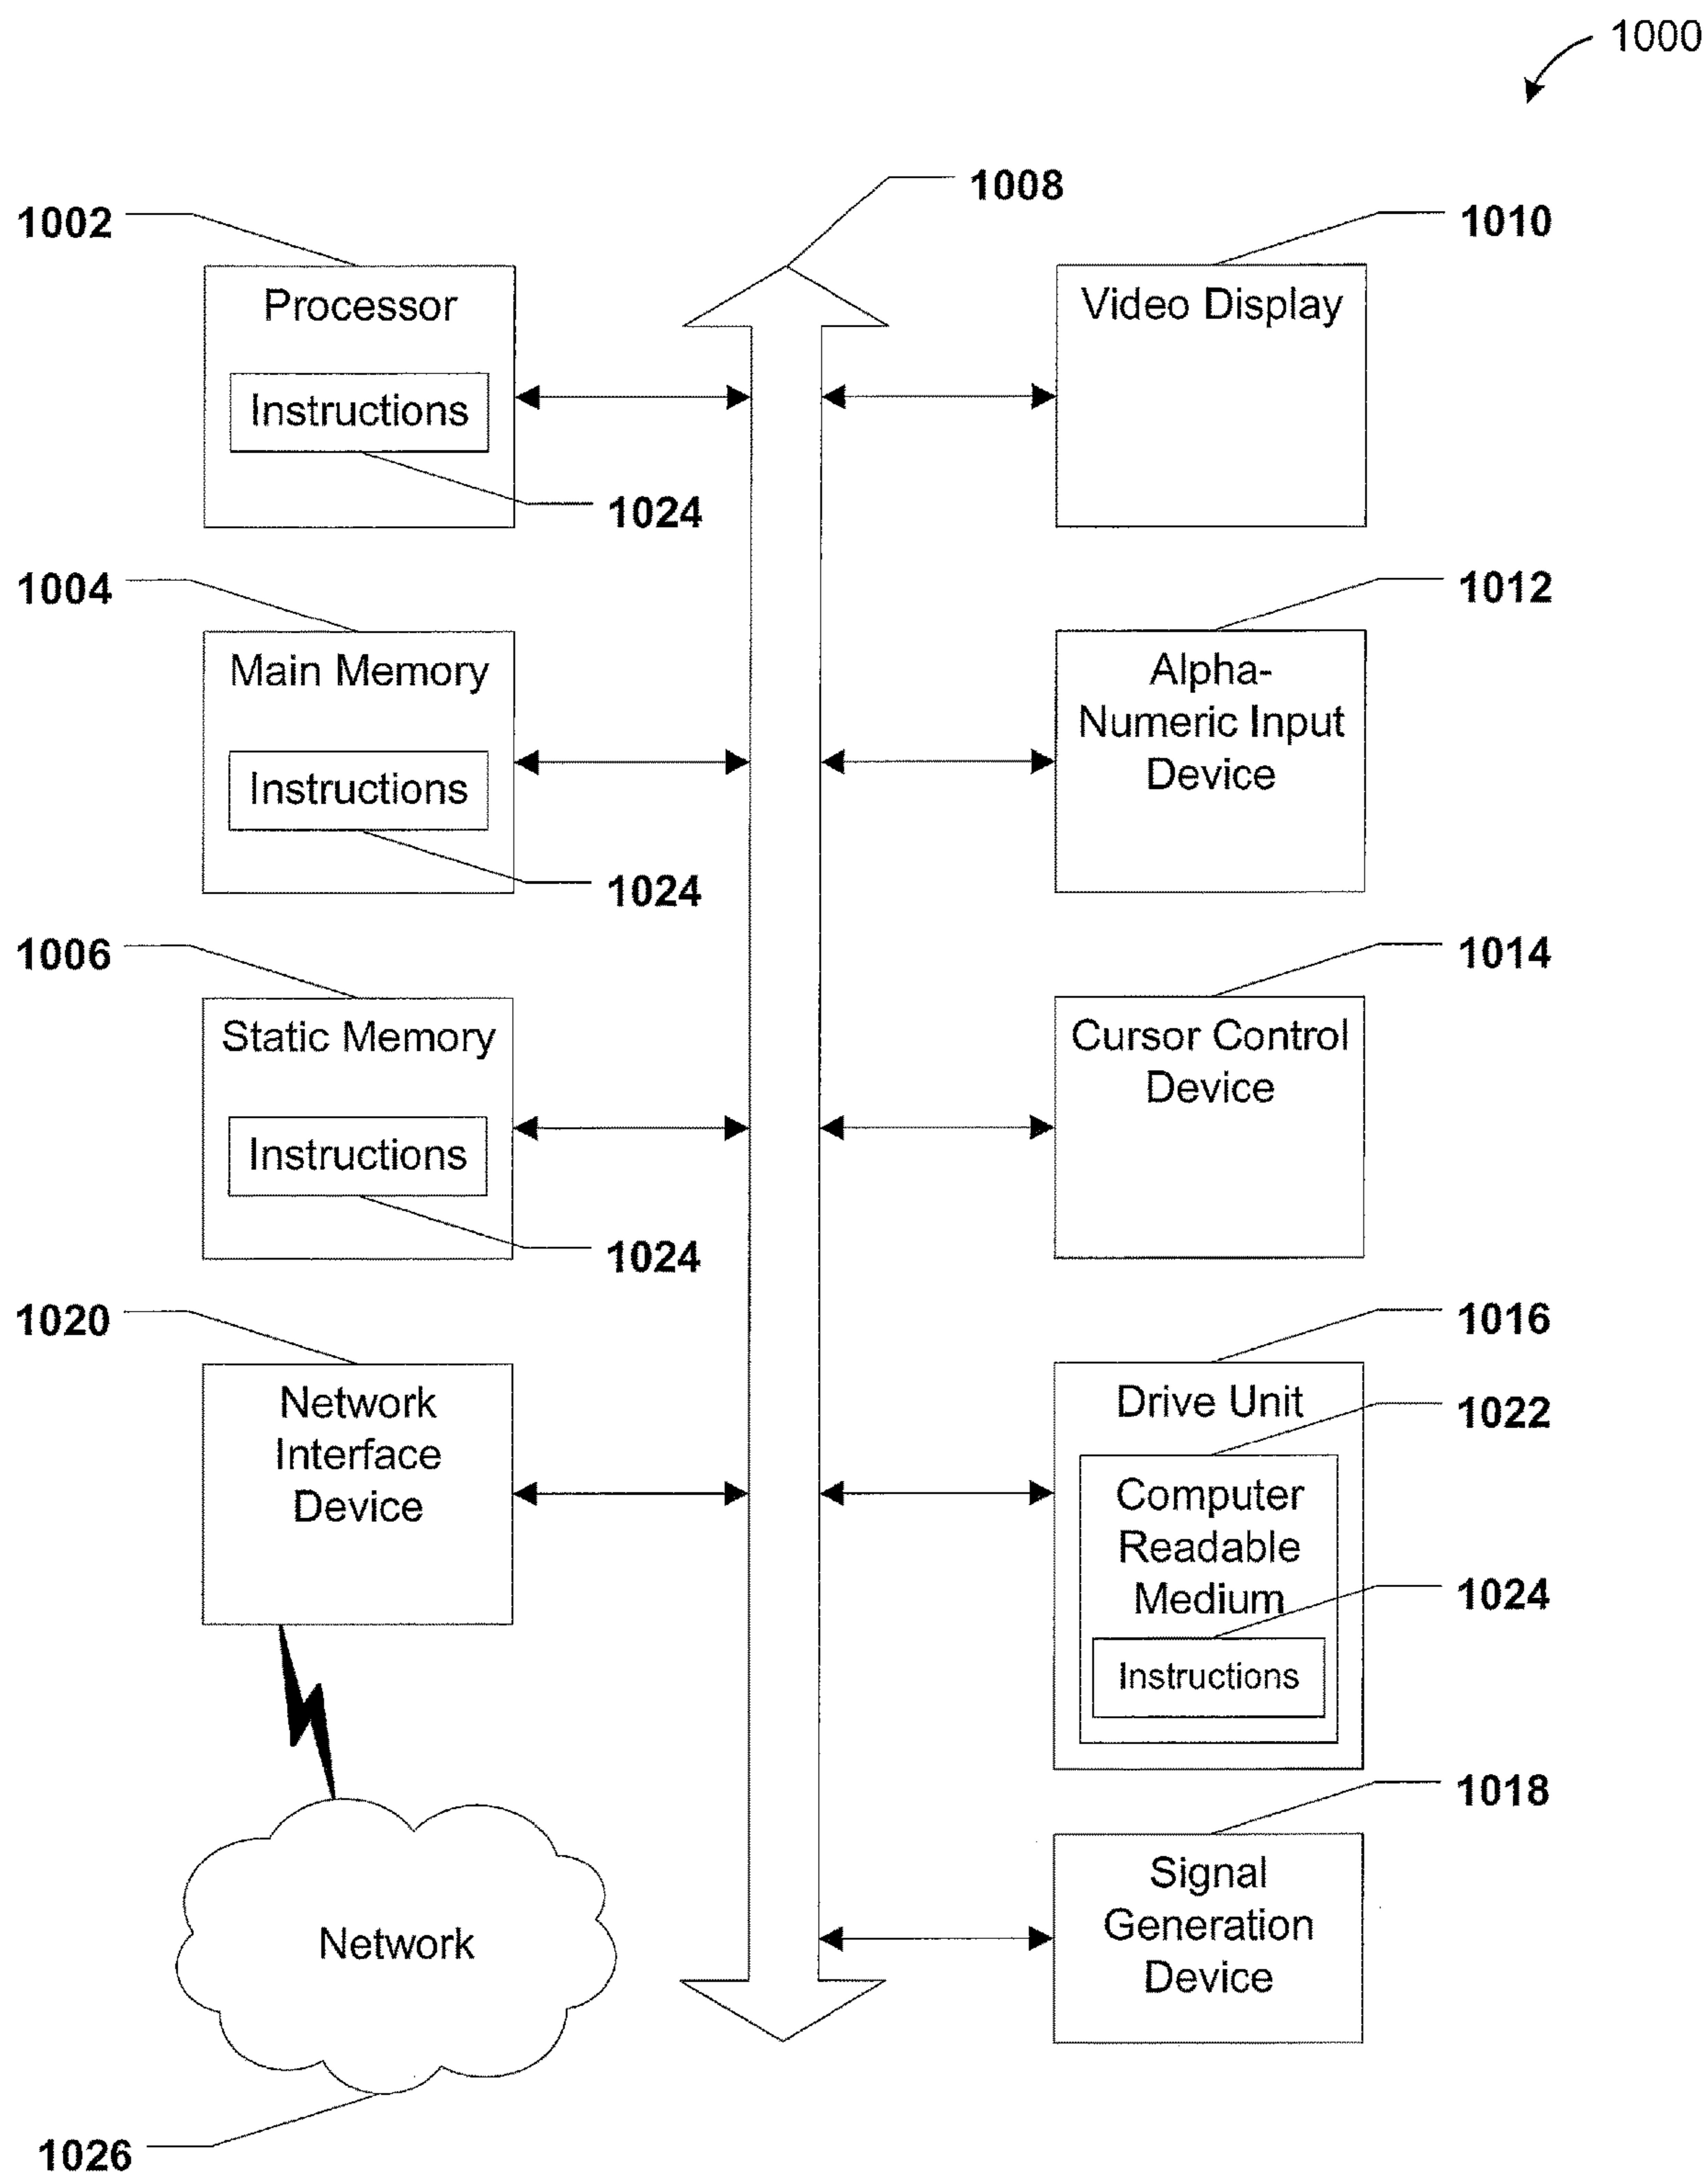 1000
1008
1002
1010
Processor
Video Display
Instructions
1024
1004
1012
Main Memory
Alpha-
Numeric Input
Device
Instructions
1024
1006
1014
Static Memory
Cursor Control
Device
Instructions
1024
1020
1016
Network
Interface
Device
Drive Unit
1022
Computer
Readable
Medium
1024
Instructions
1018
Signal
Generation
Device
Network
1026